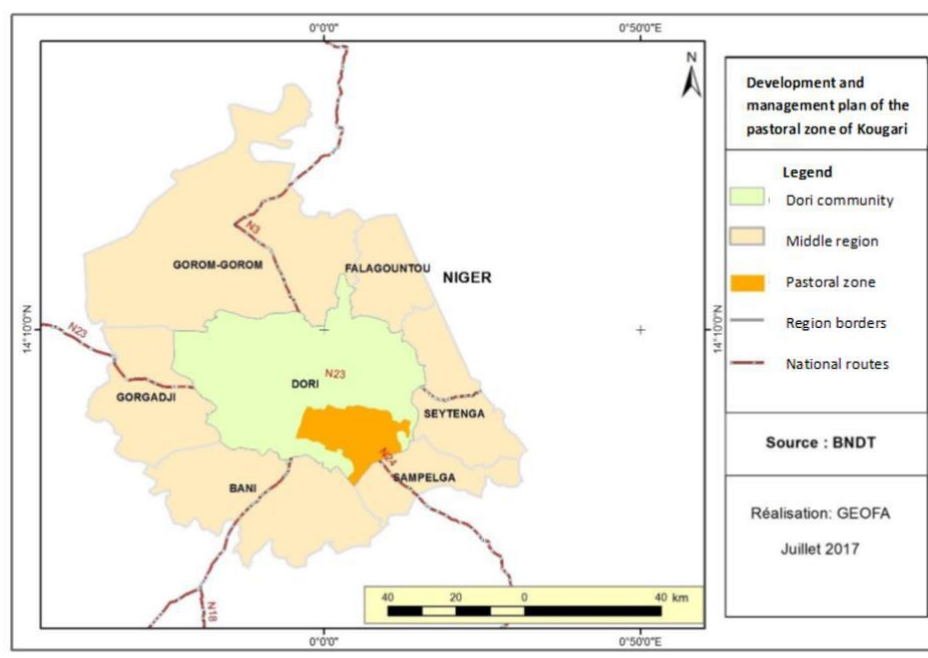 0°0'0"
0°50'0"E
N
N3
GOROM-GOROM
FALAGOUNTOU
NIGER
14°10'0"N
14°10'0"N
N23
N23
DORI
GORGADJI
SEYTENGA
N24
SAMPELGA
BANI
N18
40 20 0 40 km
0°0'0"
0°50'0"E
Development and
management plan of the
pastoral zone of Kougari
Legend
Dori community
Middle region
Pastoral zone
Region borders
National routes
Source : BNDT
Réalisation: GEOFA
Juillet 2017